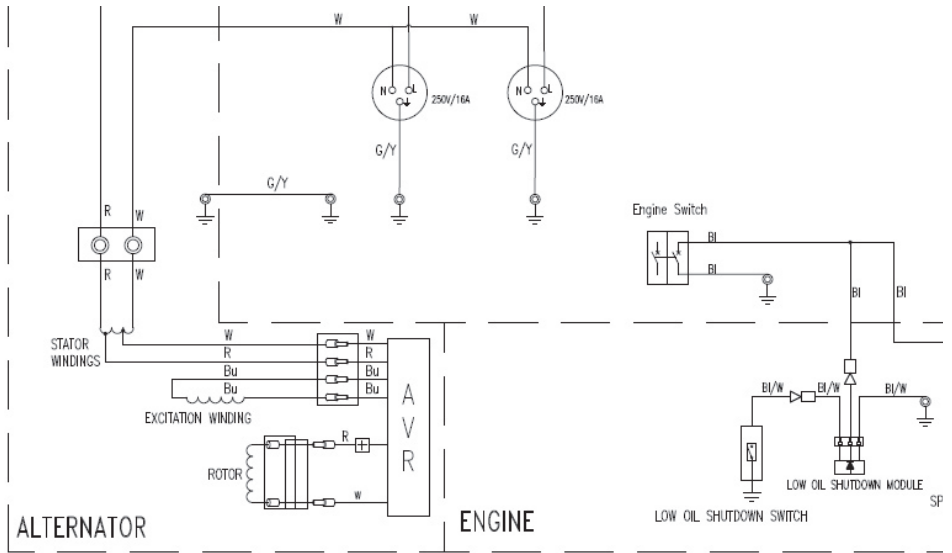 W W
N L 250V/16A
N L 250V/16A
G/Y G/Y
G/Y
R W
Engine Switch
Bl
Bl
R W
Bl Bl
STATOR
WINDINGS
W W
R R
Bu Bu
Bu Bu
EXCITATION WINDING
AVR
R +
ROTOR
W
Bl/W Bl/W Bl/W
LOW OIL SHUTDOWN MODULE
SP
LOW OIL SHUTDOWN SWITCH
ALTERNATOR
ENGINE